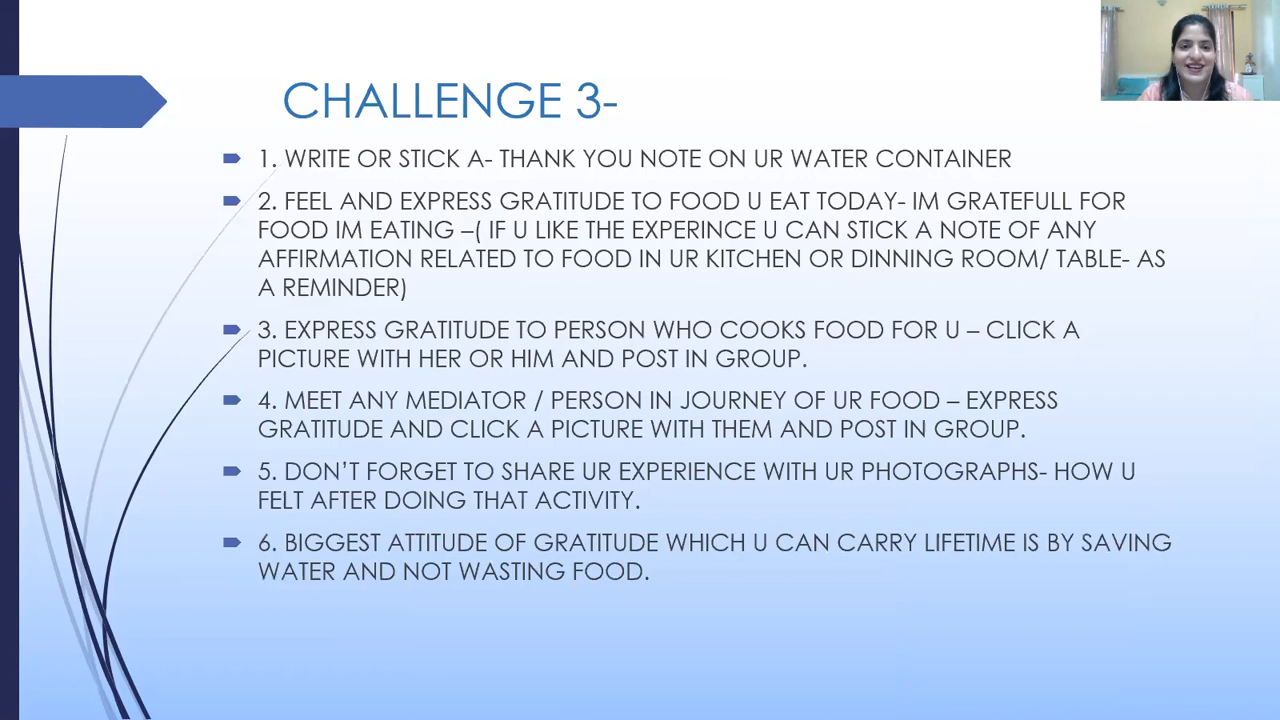 CHALLENGE 3-
1. WRITE OR STICK A- THANK YOU NOTE ON UR WATER CONTAINER
2. FEEL AND EXPRESS GRATITUDE TO FOOD U EAT TODAY- IM GRATEFULL FOR
FOOD IM EATING –( IF U LIKE THE EXPERINCE U CAN STICK A NOTE OF ANY
AFFIRMATION RELATED TO FOOD IN UR KITCHEN OR DINNING ROOM/ TABLE- AS
A REMINDER)
3. EXPRESS GRATITUDE TO PERSON WHO COOKS FOOD FOR U – CLICK A
PICTURE WITH HER OR HIM AND POST IN GROUP.
4. MEET ANY MEDIATOR / PERSON IN JOURNEY OF UR FOOD – EXPRESS
GRATITUDE AND CLICK A PICTURE WITH THEM AND POST IN GROUP.
5. DON’T FORGET TO SHARE UR EXPERIENCE WITH UR PHOTOGRAPHS- HOW U
FELT AFTER DOING THAT ACTIVITY.
6. BIGGEST ATTITUDE OF GRATITUDE WHICH U CAN CARRY LIFETIME IS BY SAVING
WATER AND NOT WASTING FOOD.